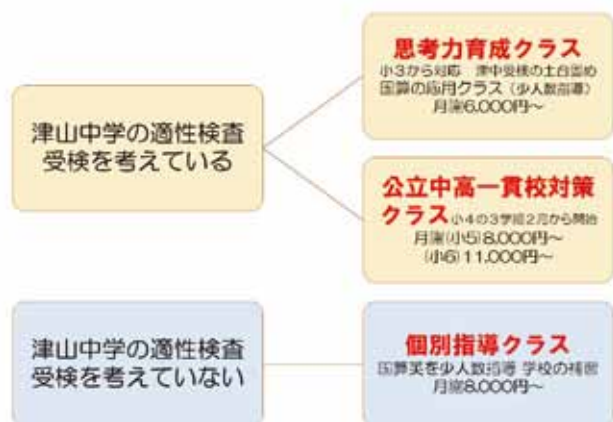 津山中学の適性検査
受検を考えている
思考力育成クラス
小3から対応 津中受検の土台固め
国算の応用クラス(少人数指導)
月謝6,000円~
公立中高一貫校対策
クラス 小4の3学期2月から開始
月謝(小5)8,000円~
(小6)11,000円~
津山中学の適性検査
受検を考えていない
個別指導クラス
国算英を少人数指導 学校の補習
月謝8,000円~